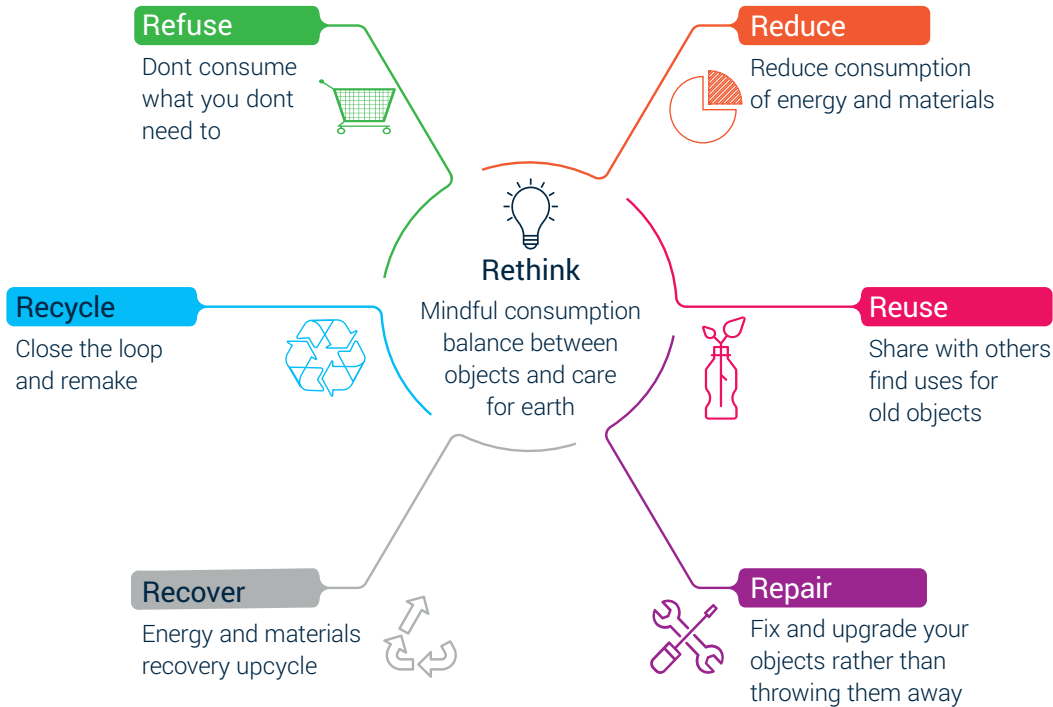 Refuse
Dont consume
what you dont
need to
Reduce
Reduce consumption
of energy and materials
Rethink
Mindful consumption
balance between
objects and care
for earth
Recycle
Close the loop
and remake
Reuse
Share with others
find uses for
old objects
Recover
Energy and materials
recovery upcycle
Repair
Fix and upgrade your
objects rather than
throwing them away